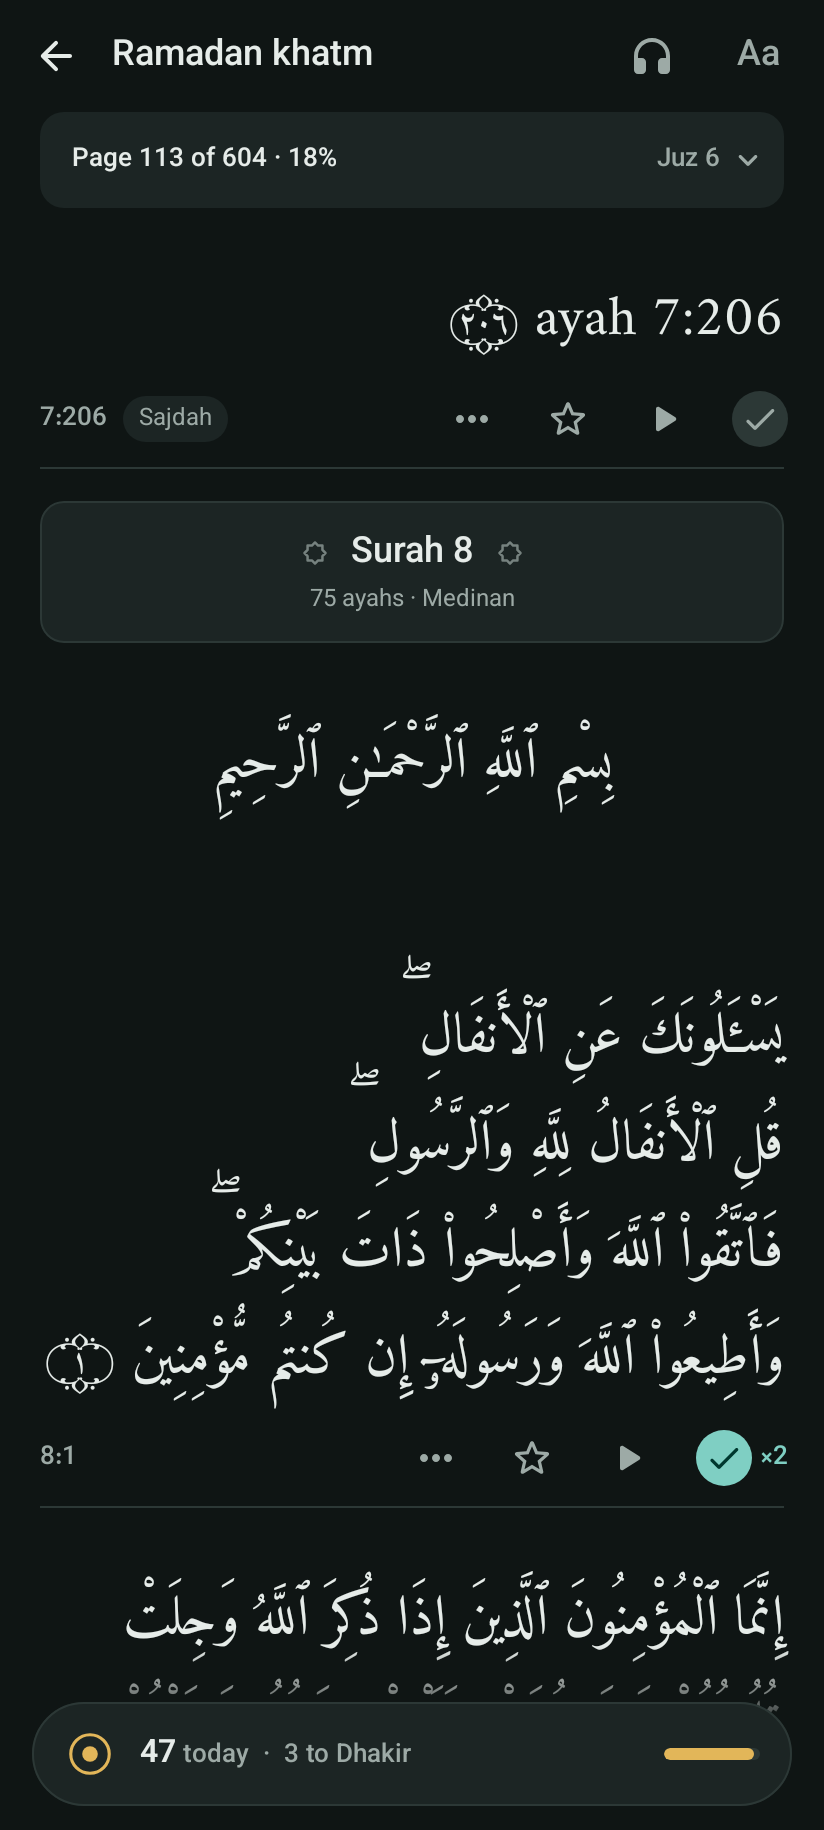 Ramadan khatm Aa
Page 113 of 604 · 18% Juz 6
ayah 7:206 ٢٠٦
7:206 Sajdah
Surah 8
75 ayahs · Medinan
بِسْمِ ٱللَّهِ ٱلرَّحْمَـٰنِ ٱلرَّحِيمِ
يَسْـَٔلُونَكَ عَنِ ٱلْأَنفَالِ ۖ
قُلِ ٱلْأَنفَالُ لِلَّهِ وَٱلرَّسُولِ ۖ
فَٱتَّقُوا۟ ٱللَّهَ وَأَصْلِحُوا۟ ذَاتَ بَيْنِكُمْ ۖ
وَأَطِيعُوا۟ ٱللَّهَ وَرَسُولَهُۥٓ إِن كُنتُم مُّؤْمِنِينَ ١
8:1 ×2
إِنَّمَا ٱلْمُؤْمِنُونَ ٱلَّذِينَ إِذَا ذُكِرَ ٱللَّهُ وَجِلَتْ
47 today · 3 to Dhakir